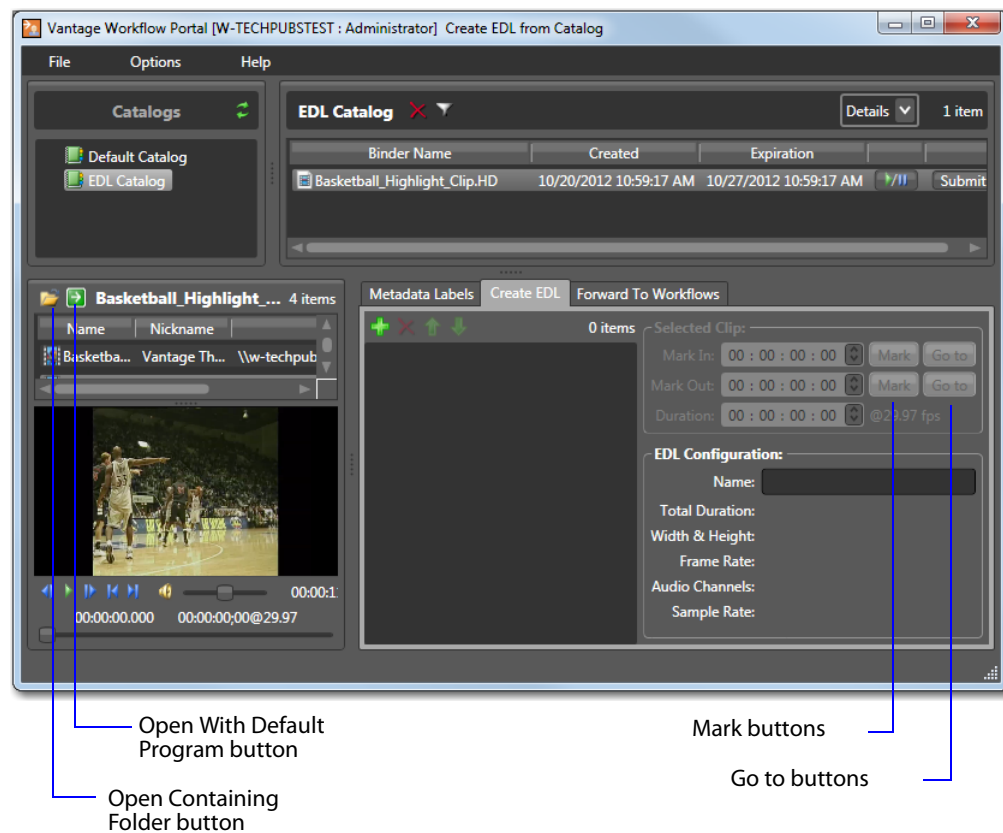 Vantage Workflow Portal [W-TECHPUBSTEST : Administrator] Create EDL from Catalog
File Options Help
Catalogs
Default Catalog
EDL Catalog
EDL Catalog Details 1 item
Binder Name Created Expiration
Basketball_Highlight_Clip.HD 10/20/2012 10:59:17 AM 10/27/2012 10:59:17 AM Submit
Basketball_Highlight_... 4 items
Name Nickname
Basketba... Vantage Th... \\w-techpub
00:00:1
00:00:00.000 00:00:00;00@29.97
Metadata Labels Create EDL Forward To Workflows
0 items
Selected Clip:
Mark In: 00 : 00 : 00 : 00 Mark Go to
Mark Out: 00 : 00 : 00 : 00 Mark Go to
Duration: 00 : 00 : 00 : 00 @29.97 fps
EDL Configuration:
Name:
Total Duration:
Width & Height:
Frame Rate:
Audio Channels:
Sample Rate:
Open With Default
Program button
Open Containing
Folder button
Mark buttons
Go to buttons